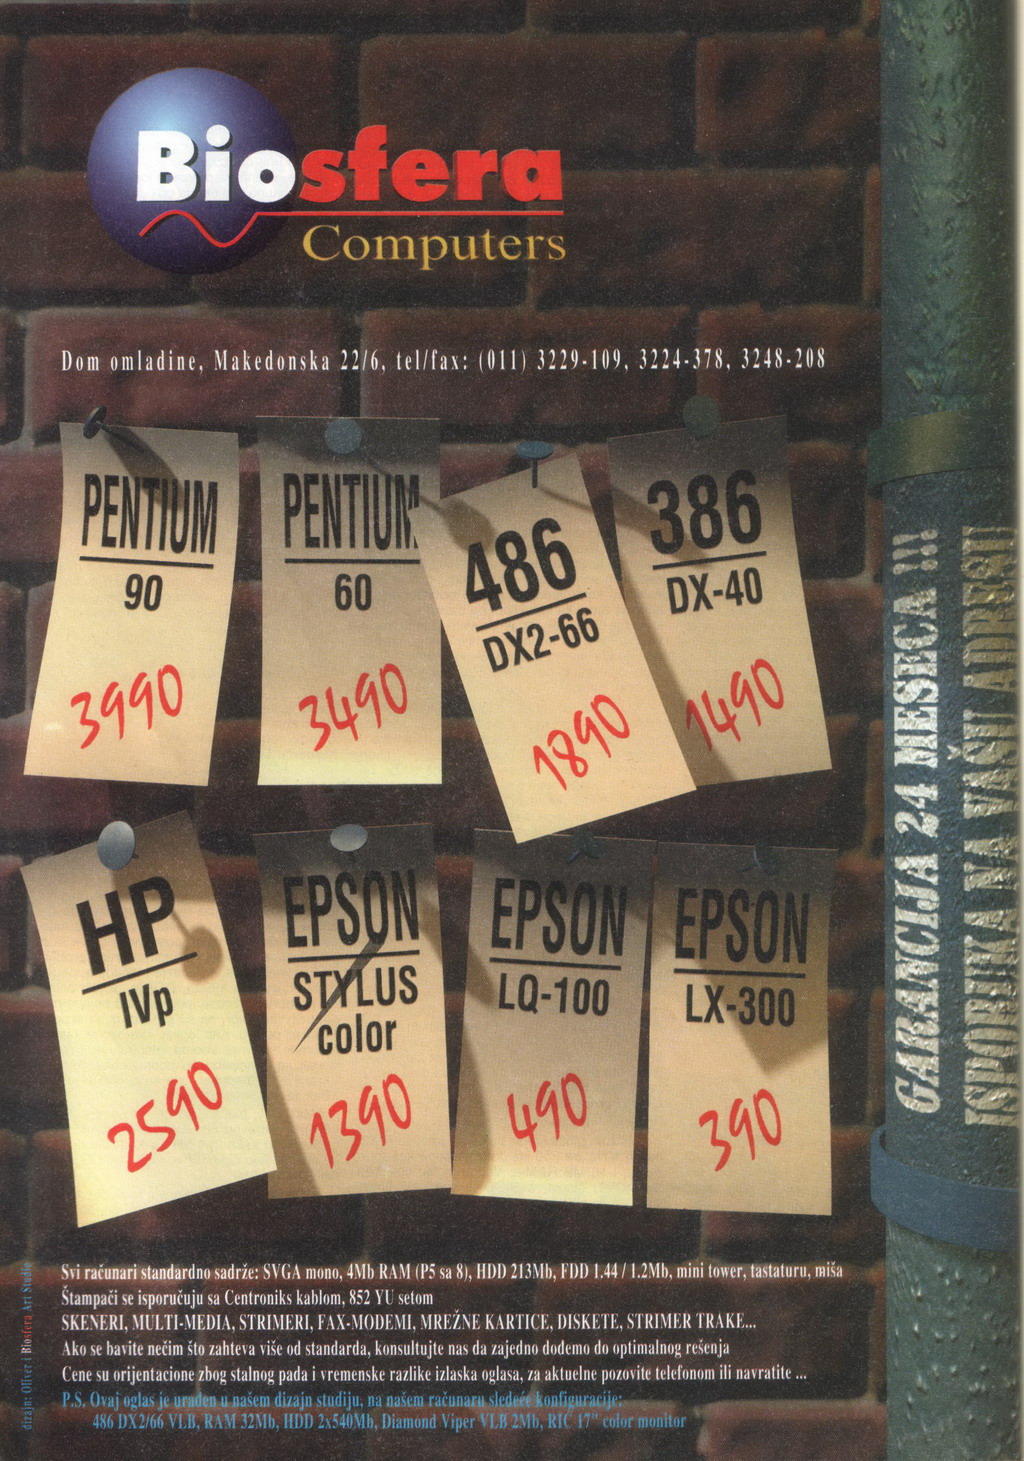 Biosfera
Computers
Dom omladine, Makedonska 22/6, tel/fax: (011) 3229-109, 3224-378, 3248-208
PENTIUM
90
3990
PENTIUM
60
3490
486
DX2-66
1890
386
DX-40
1490
HP
IVp
2590
EPSON
STYLUS
color
1390
EPSON
LQ-100
490
EPSON
LX-300
390
GARANCIJA 24 MESECA !!!
ISPORUKA NA VAŠU ADRESU
Svi računari standardno sadrže: SVGA mono, 4Mb RAM (P5 sa 8), HDD 213Mb, FDD 1.44 / 1.2Mb, mini tower, tastaturu, miša
Štampači se isporučuju sa Centroniks kablom, 852 YU setom
SKENERI, MULTI-MEDIA, STRIMERI, FAX-MODEMI, MREŽNE KARTICE, DISKETE, STRIMER TRAKE...
Ako se bavite nečim što zahteva više od standarda, konsultujte nas da zajedno dođemo do optimalnog rešenja
Cene su orijentacione zbog stalnog pada i vremenske razlike izlaska oglasa, za aktuelne pozovite telefonom ili navratite ...
P.S. Ovaj oglas je urađen u našem dizajn studiju, na našem računaru sledeće konfiguracije:
486 DX2/66 VLB, RAM 32Mb, HDD 2x540Mb, Diamond Viper VLB 2Mb, RIC 17" color monitor
dizajn: Oliver i Biosfera Art Studio